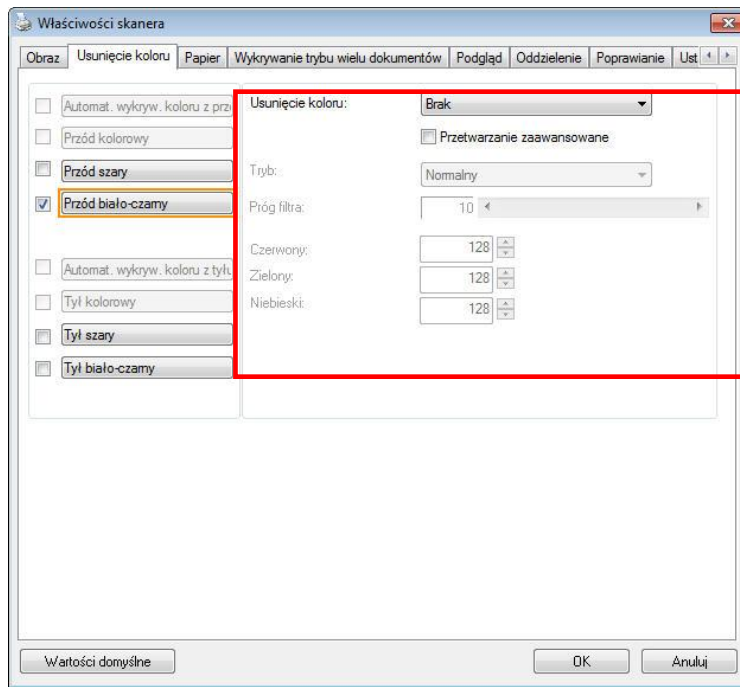 Właściwości skanera
Obraz Usunięcie koloru Papier Wykrywanie trybu wielu dokumentów Podgląd Oddzielenie Poprawianie Ust
Automat. wykryw. koloru z prz
Przód kolorowy
Przód szary
Przód biało-czarny
Automat. wykryw. koloru z tyłu
Tył kolorowy
Tył szary
Tył biało-czarny
Usunięcie koloru: Brak
Przetwarzanie zaawansowane
Tryb: Normalny
Próg filtra: 10
Czerwony: 128
Zielony: 128
Niebieski: 128
Wartości domyślne OK Anuluj